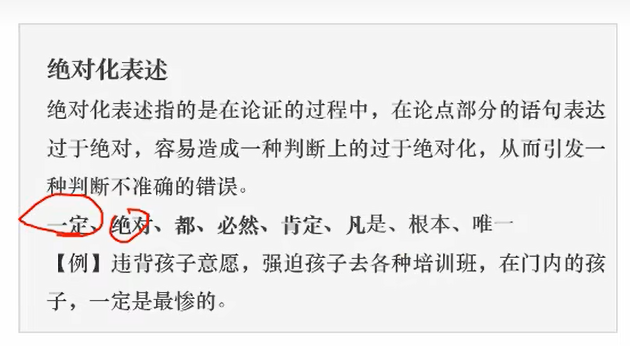 绝对化表述
绝对化表述指的是在论证的过程中，在论点部分的语句表达
过于绝对，容易造成一种判断上的过于绝对化，从而引发一
种判断不准确的错误。
一定、绝对、都、必然、肯定、凡是、根本、唯一
【例】违背孩子意愿，强迫孩子去各种培训班，在门内的孩
子，一定是最惨的。